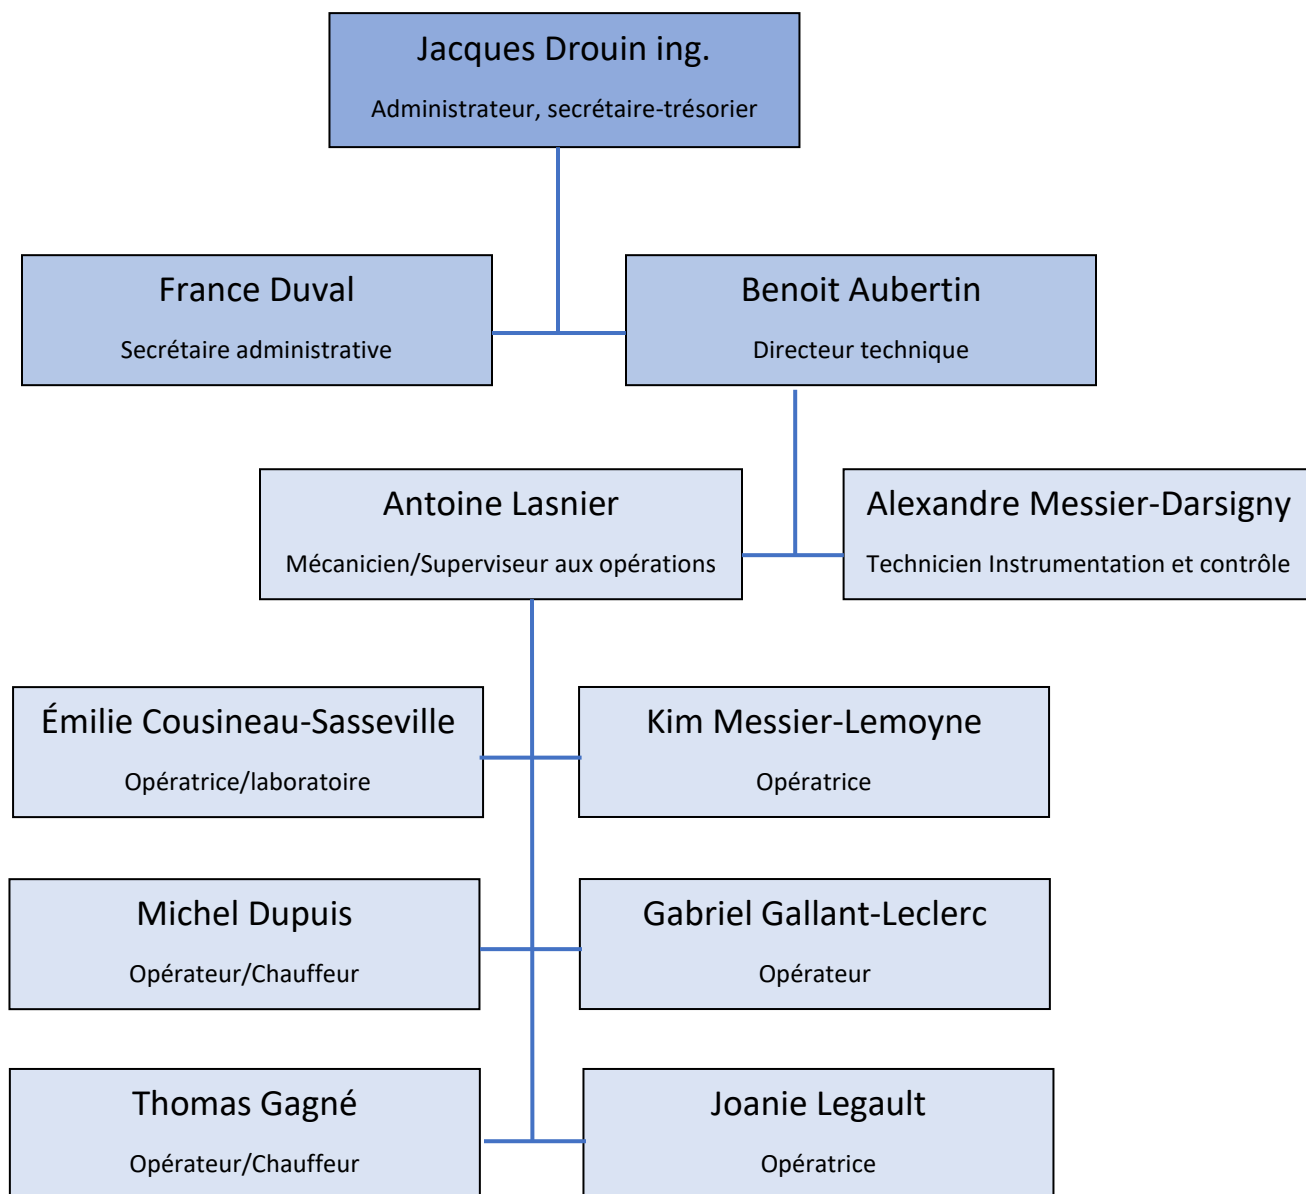 Jacques Drouin ing.
Administrateur, secrétaire-trésorier
France Duval
Secrétaire administrative
Benoit Aubertin
Directeur technique
Antoine Lasnier
Mécanicien/Superviseur aux opérations
Alexandre Messier-Darsigny
Technicien Instrumentation et contrôle
Émilie Cousineau-Sasseville
Opératrice/laboratoire
Kim Messier-Lemoyne
Opératrice
Michel Dupuis
Opérateur/Chauffeur
Gabriel Gallant-Leclerc
Opérateur
Thomas Gagné
Opérateur/Chauffeur
Joanie Legault
Opératrice